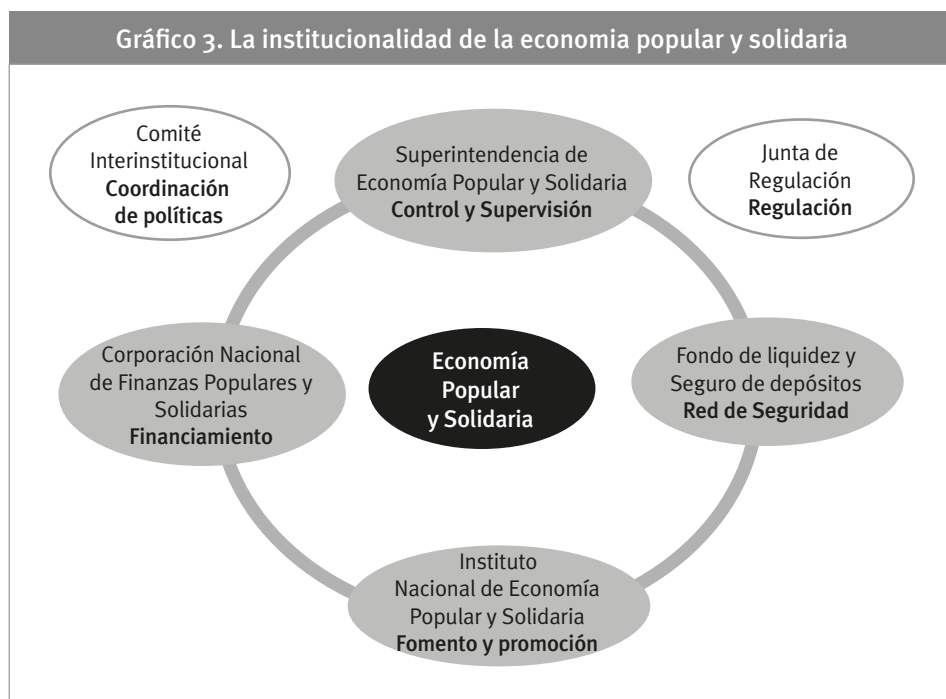 Gráfico 3. La institucionalidad de la economia popular y solidaria
Comité
Interinstitucional
Coordinación
de políticas
Superintendencia de
Economía Popular y Solidaria
Control y Supervisión
Junta de
Regulación
Regulación
Corporación Nacional
de Finanzas Populares y
Solidarias
Financiamiento
Economía
Popular
y Solidaria
Fondo de liquidez y
Seguro de depósitos
Red de Seguridad
Instituto
Nacional de Economía
Popular y Solidaria
Fomento y promoción